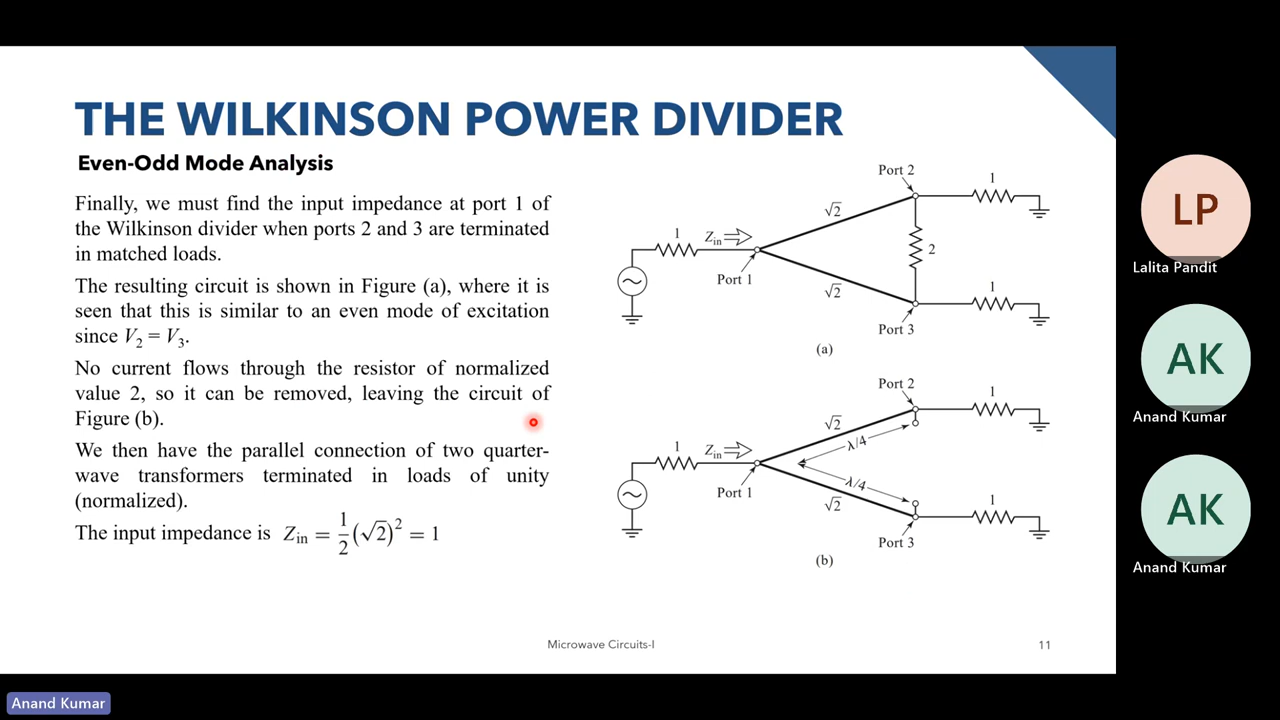 THE WILKINSON POWER DIVIDER
Even-Odd Mode Analysis
Finally, we must find the input impedance at port 1 of
the Wilkinson divider when ports 2 and 3 are terminated
in matched loads.
The resulting circuit is shown in Figure (a), where it is
seen that this is similar to an even mode of excitation
since V₂ = V₃.
No current flows through the resistor of normalized
value 2, so it can be removed, leaving the circuit of
Figure (b).
We then have the parallel connection of two quarter-
wave transformers terminated in loads of unity
(normalized).
The input impedance is Zin = 1/2(√2)² = 1
Port 2
1
√2
1
Zin
2
Port 1
√2
1
Port 3
(a)
Port 2
1
√2
λ/4
1
Zin
λ/4
Port 1
√2
1
Port 3
(b)
Microwave Circuits-I
11
LP
Lalita Pandit
AK
Anand Kumar
AK
Anand Kumar
Anand Kumar